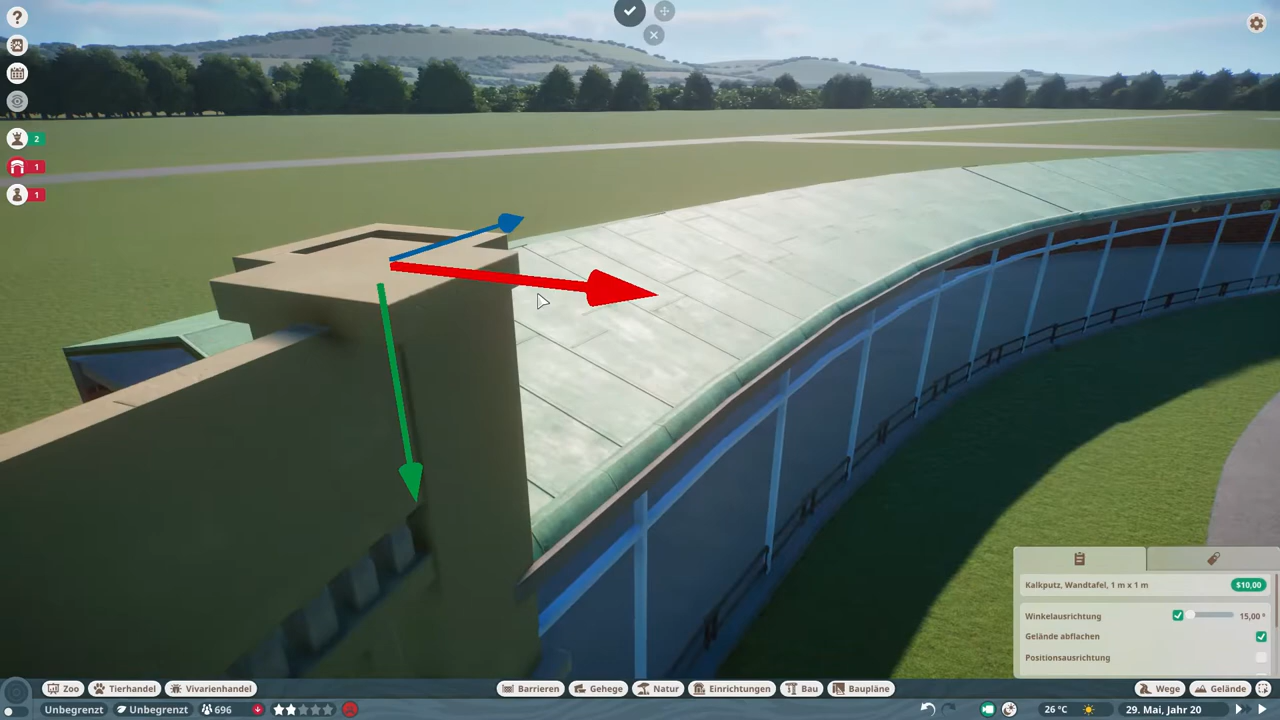 ?
2
1
1
Kalkputz, Wandtafel, 1 m x 1 m $10,00
Winkelausrichtung 15,00 °
Gelände abflachen
Positionsausrichtung
Zoo Tierhandel Vivarienhandel Barrieren Gehege Natur Einrichtungen Bau Baupläne Wege Gelände
Unbegrenzt Unbegrenzt 696 26 °C 29. Mai, Jahr 20